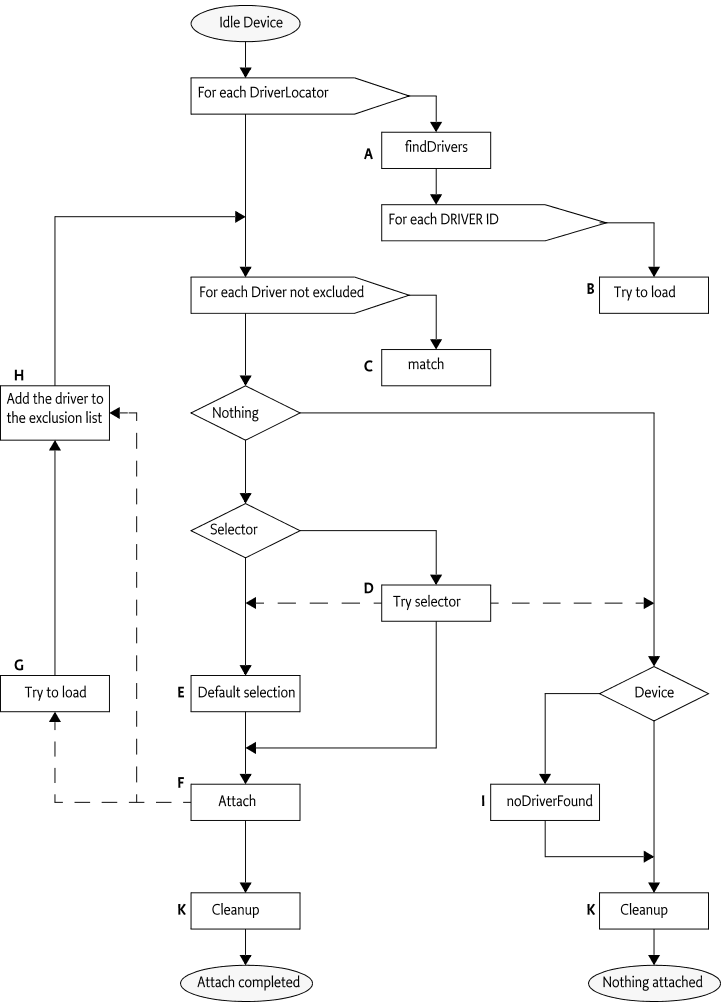 Idle Device
For each DriverLocator
A
findDrivers
For each DRIVER ID
B
Try to load
For each Driver not excluded
C
match
H
Add the driver to
the exclusion list
Nothing
Selector
D
Try selector
G
Try to load
E
Default selection
Device
F
Attach
I
noDriverFound
K
Cleanup
K
Cleanup
Attach completed
Nothing attached